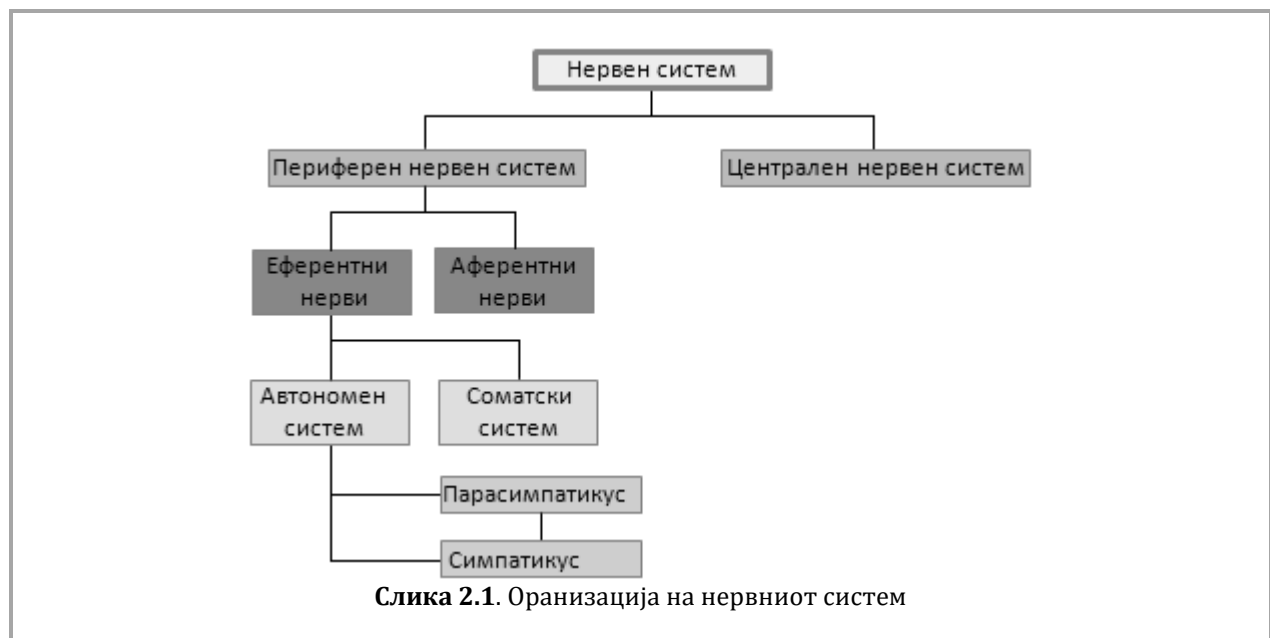 Нервен систем
Периферен нервен систем
Централен нервен систем
Еферентни
нерви
Аферентни
нерви
Автономен
систем
Соматски
систем
Парасимпатикус
Симпатикус
Слика 2.1. Оранизација на нервниот систем